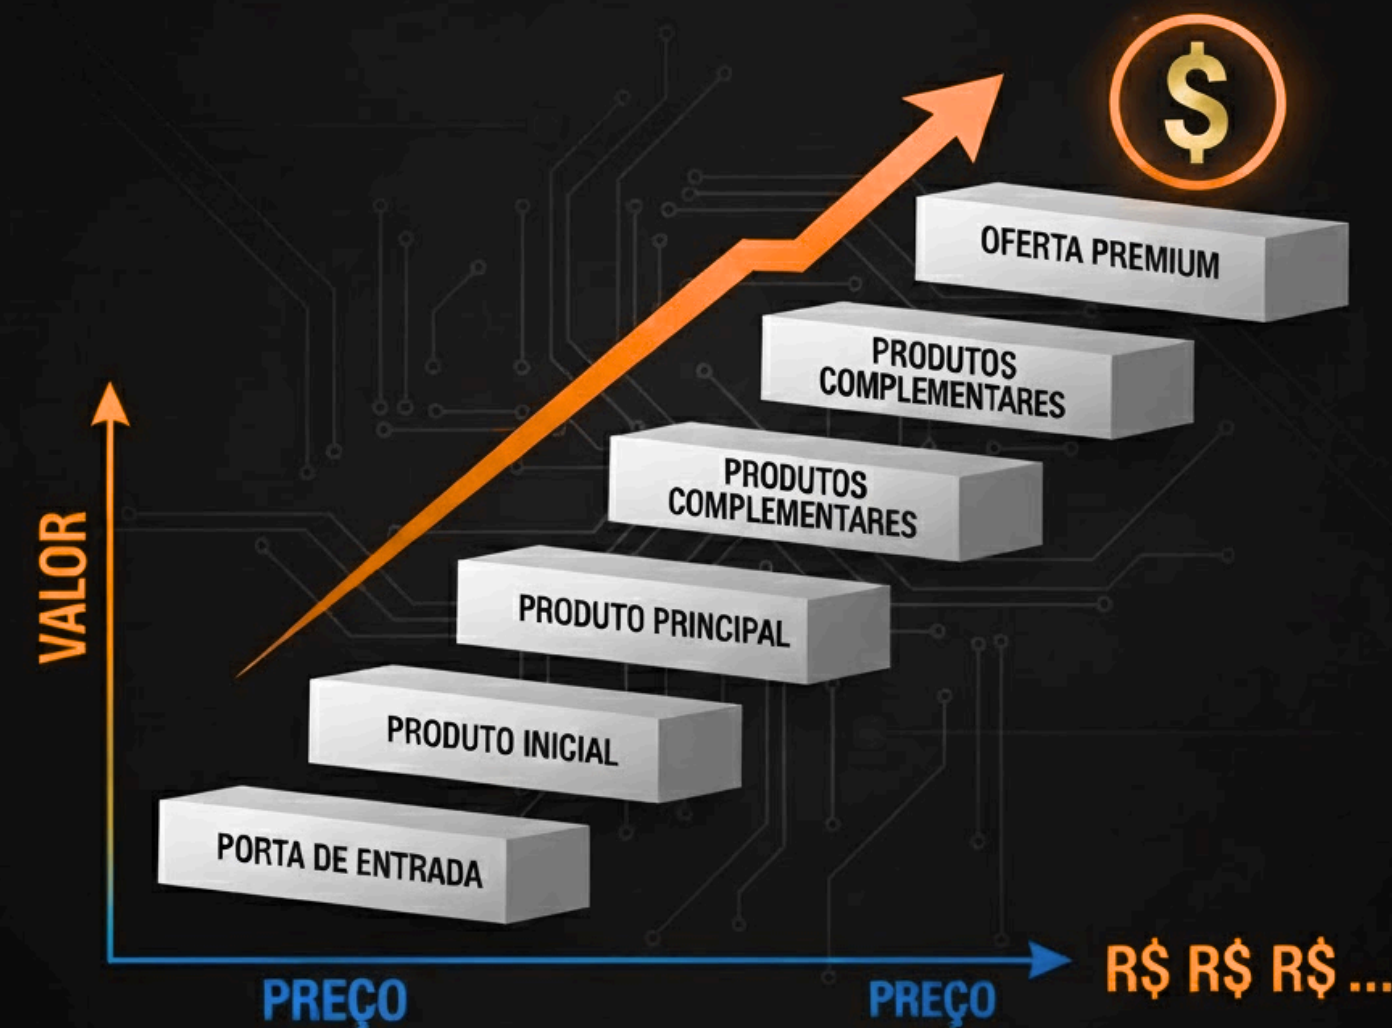 $
OFERTA PREMIUM
PRODUTOS
COMPLEMENTARES
PRODUTOS
COMPLEMENTARES
PRODUTO PRINCIPAL
PRODUTO INICIAL
PORTA DE ENTRADA
VALOR
PREÇO
PREÇO
R$ R$ R$ ...